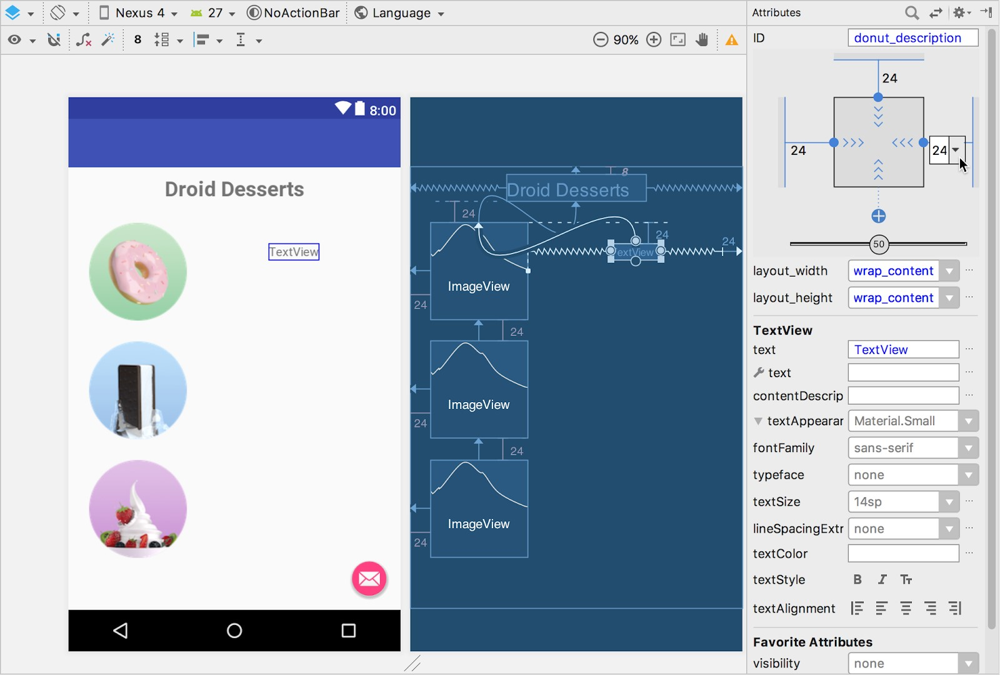 Nexus 4 27 NoActionBar Language
8 90%
8:00
Droid Desserts
TextView
8
Droid Desserts
24
24
24
extView
ImageView
24
24
ImageView
24
24
ImageView
24
Attributes
ID donut_description
24
24
24
50
layout_width wrap_content ...
layout_height wrap_content ...
TextView
text TextView ...
text ...
contentDescrip ...
textAppearar Material.Small
fontFamily sans-serif
typeface none
textSize 14sp ...
lineSpacingExtr none ...
textColor ...
textStyle B I Tт
textAlignment
Favorite Attributes
visibility none